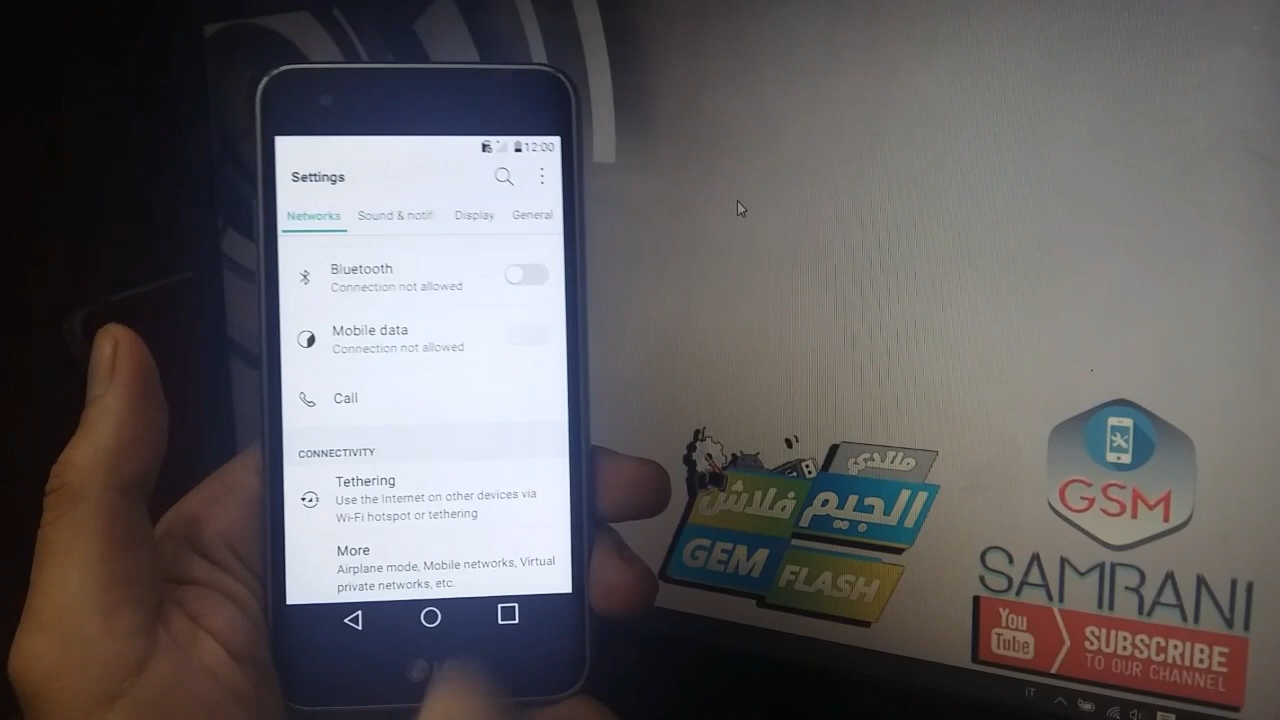 12:00
Settings
Networks Sound & notif Display General
Bluetooth
Connection not allowed
Mobile data
Connection not allowed
Call
CONNECTIVITY
Tethering
Use the Internet on other devices via
Wi-Fi hotspot or tethering
More
Airplane mode, Mobile networks, Virtual
private networks, etc.
منتدي
الجيم فلاش
GEM FLASH
GSM
SAMRANI
You Tube
SUBSCRIBE
TO OUR CHANNEL
IT